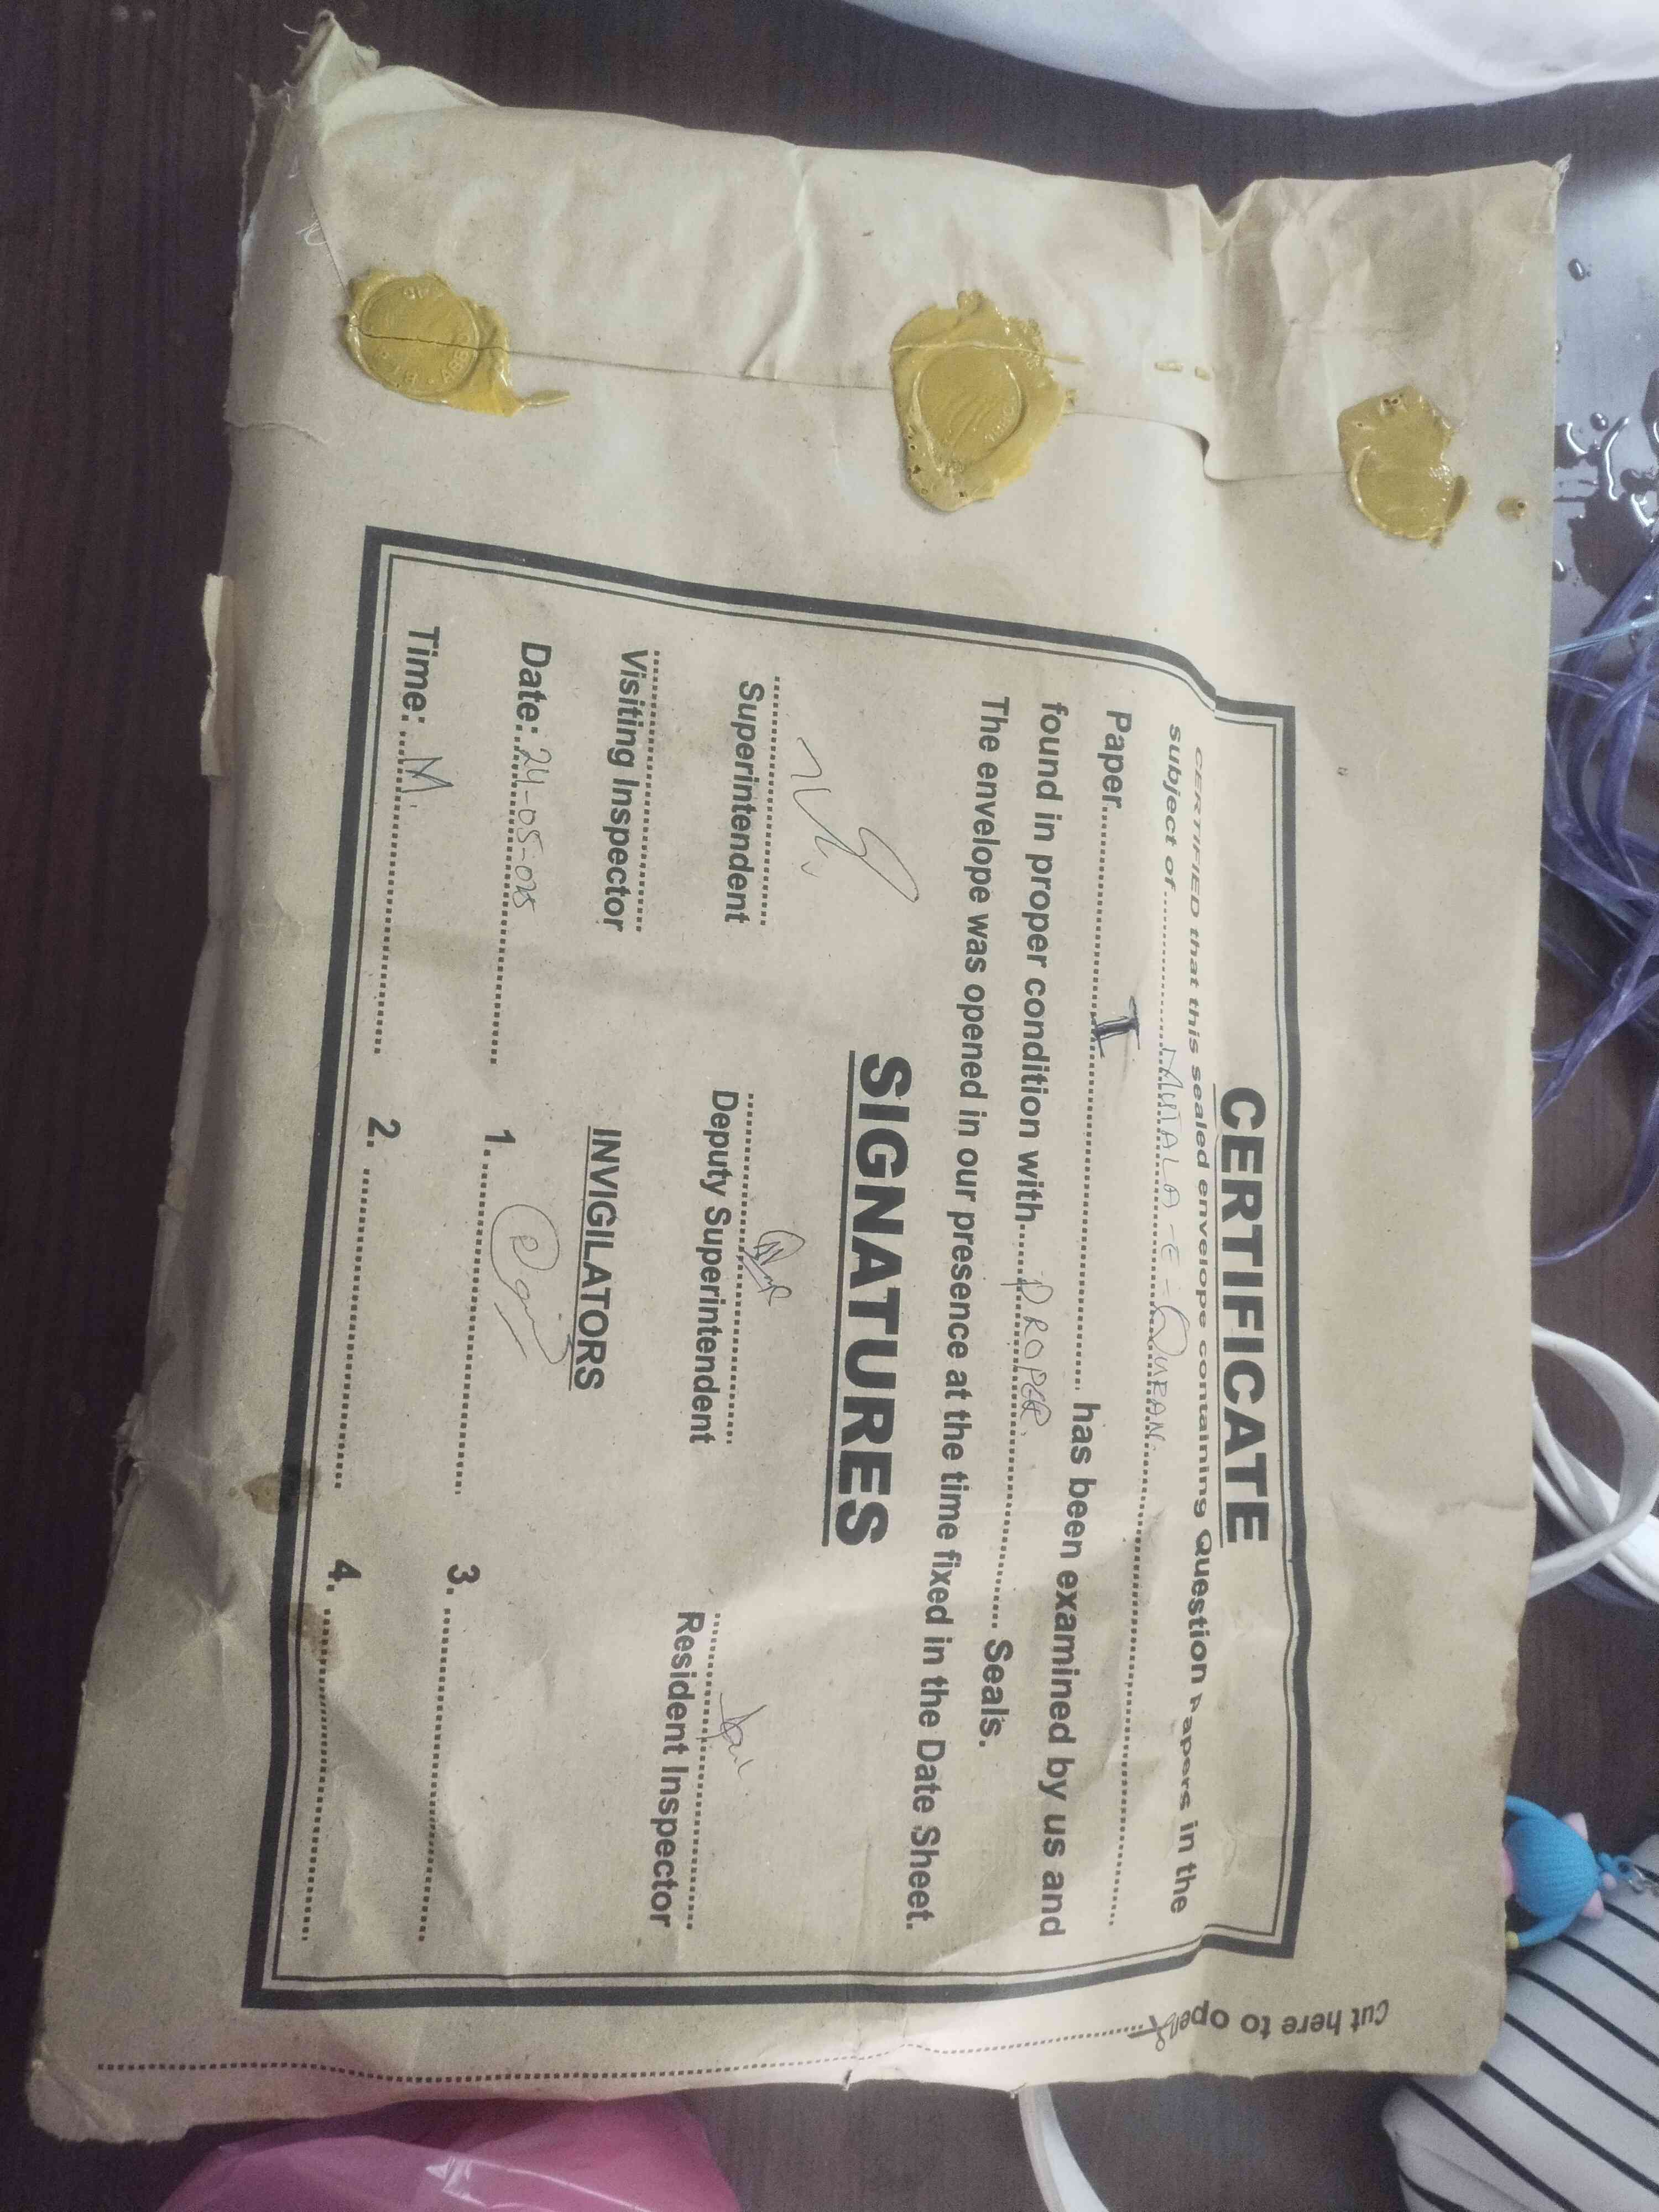 CERTIFICATE
CERTIFIED that this sealed envelope containing Question Papers in the
subject of............MUTALA-E-QURAN............
Paper............I............ has been examined by us and
found in proper condition with......PROPER............ Seals.
The envelope was opened in our presence at the time fixed in the Date Sheet.
SIGNATURES
Superintendent
Deputy Superintendent
Resident Inspector
Visiting Inspector
INVIGILATORS
Date: 24-05-025
1.
3.
Time: M.
2.
4.
Cut here to open